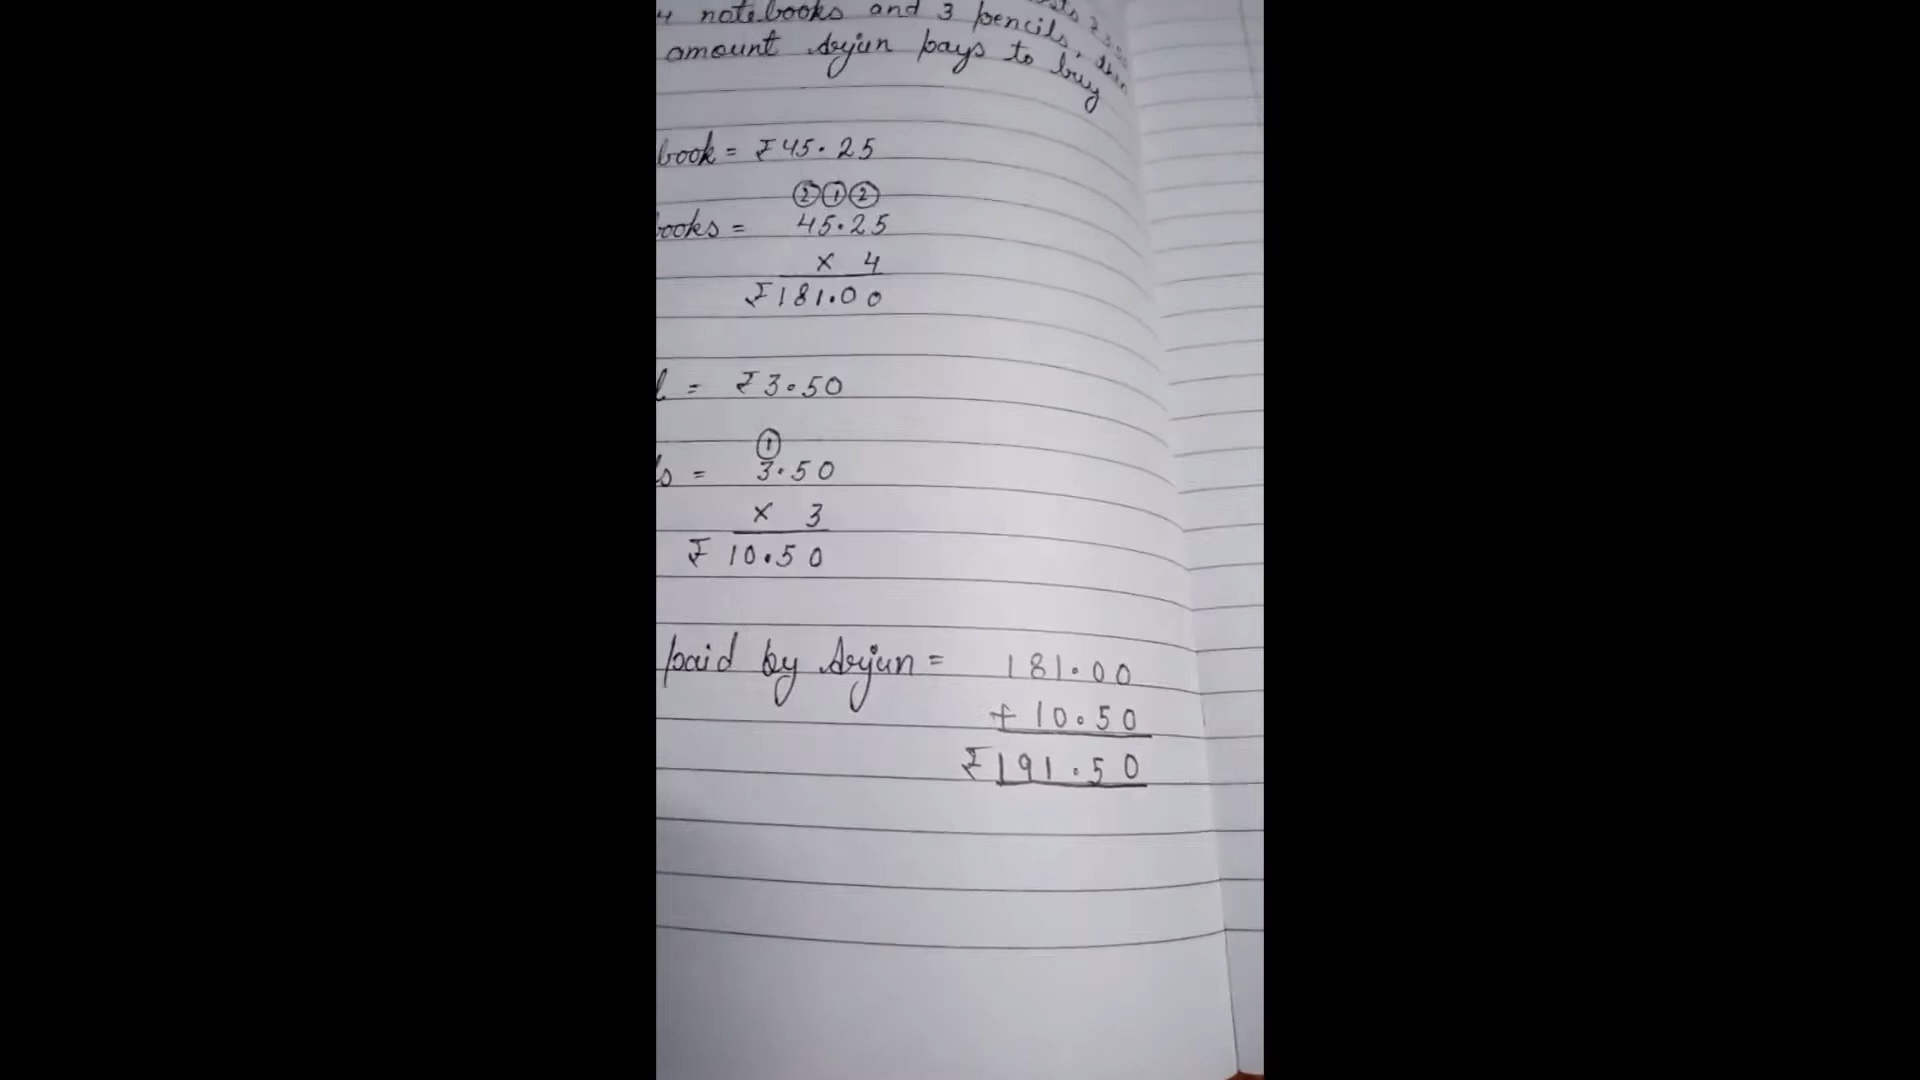 4 notebooks and 3 pencils,
amount Arjun pays to buy
book = ₹45.25
② ① ②
ooks = 45.25
× 4
₹181.00
l = ₹3.50
①
ls = 3.50
× 3
₹ 10.50
paid by Arjun = 181.00
+ 10.50
₹191.50